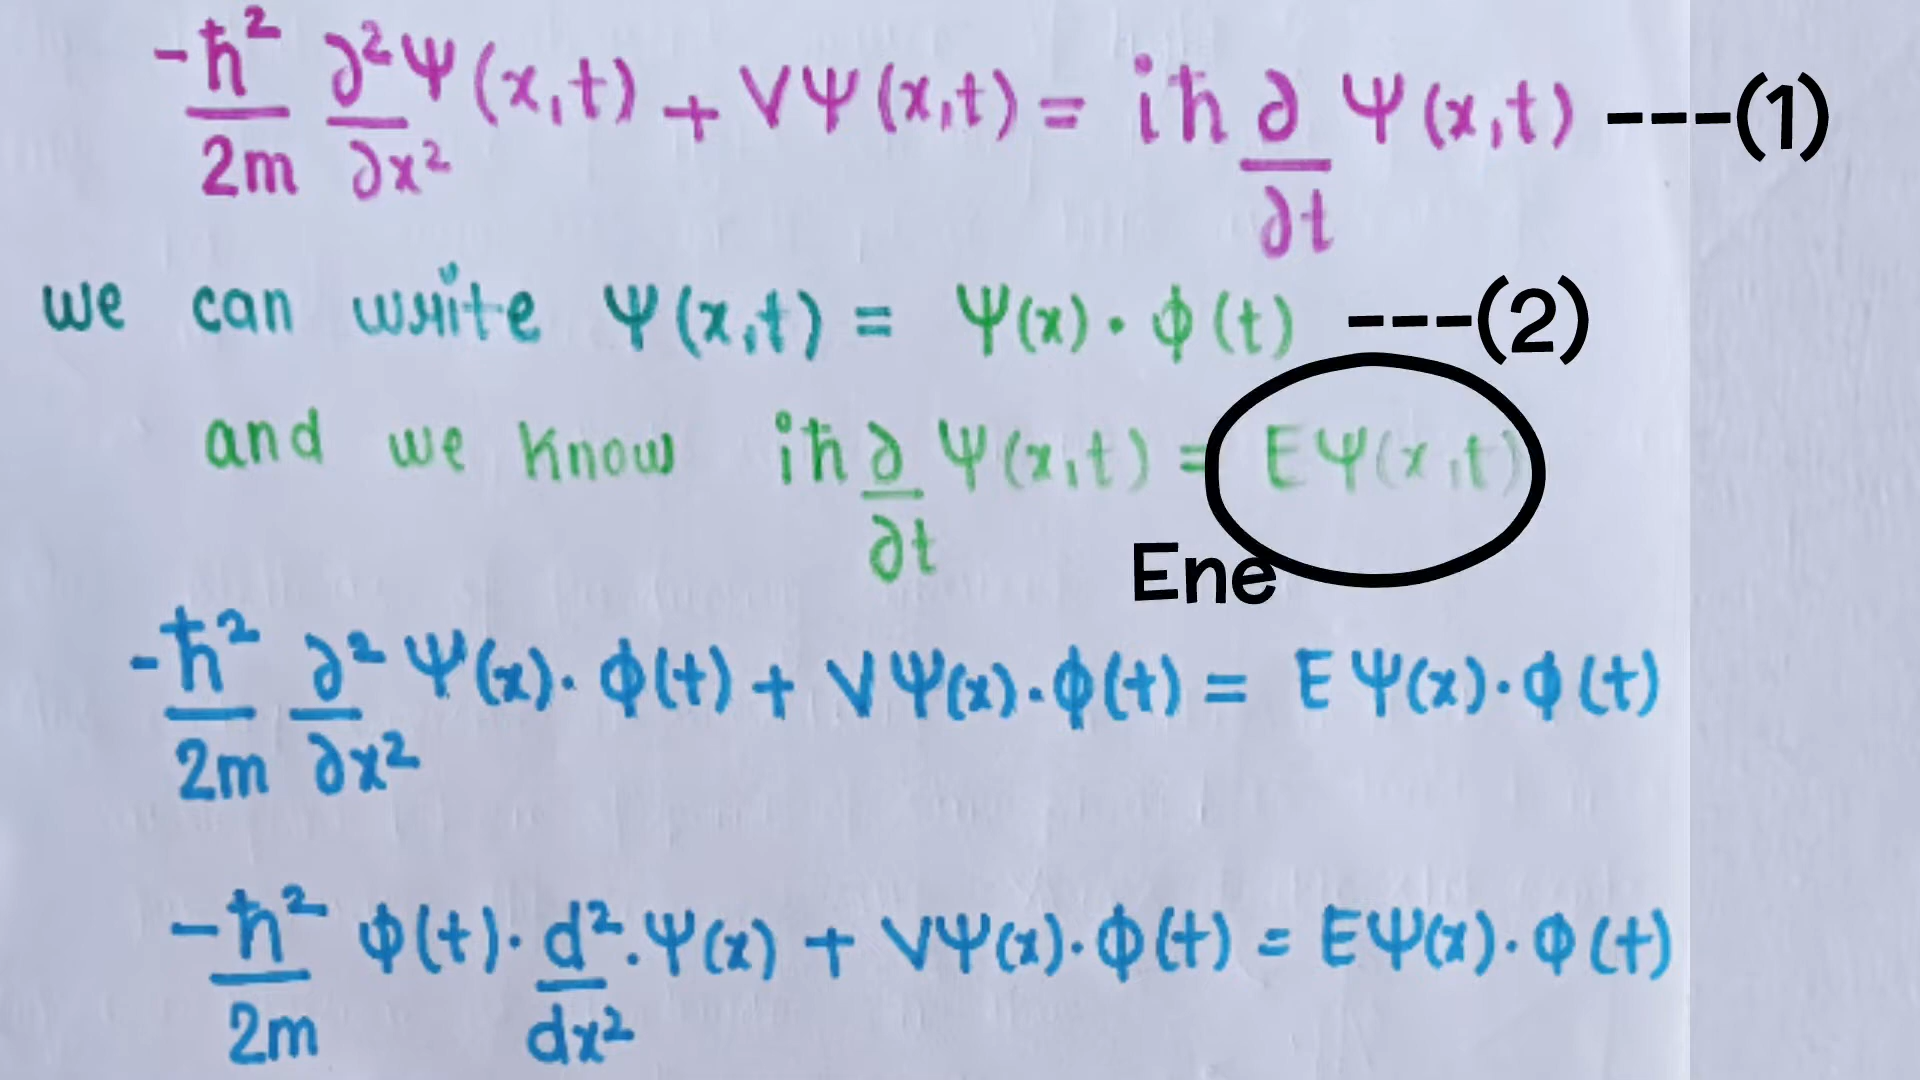 -ħ²/2m ∂²/∂x² Ψ(x,t) + VΨ(x,t) = iħ ∂/∂t Ψ(x,t) ---(1)
we can write Ψ(x,t) = Ψ(x)·ϕ(t) ---(2)
and we know iħ ∂/∂t Ψ(x,t) = EΨ(x,t)
Ene
-ħ²/2m ∂²/∂x² Ψ(x)·ϕ(t) + VΨ(x)·ϕ(t) = EΨ(x)·ϕ(t)
-ħ²/2m ϕ(t)·d²/dx²·Ψ(x) + VΨ(x)·ϕ(t) = EΨ(x)·ϕ(t)